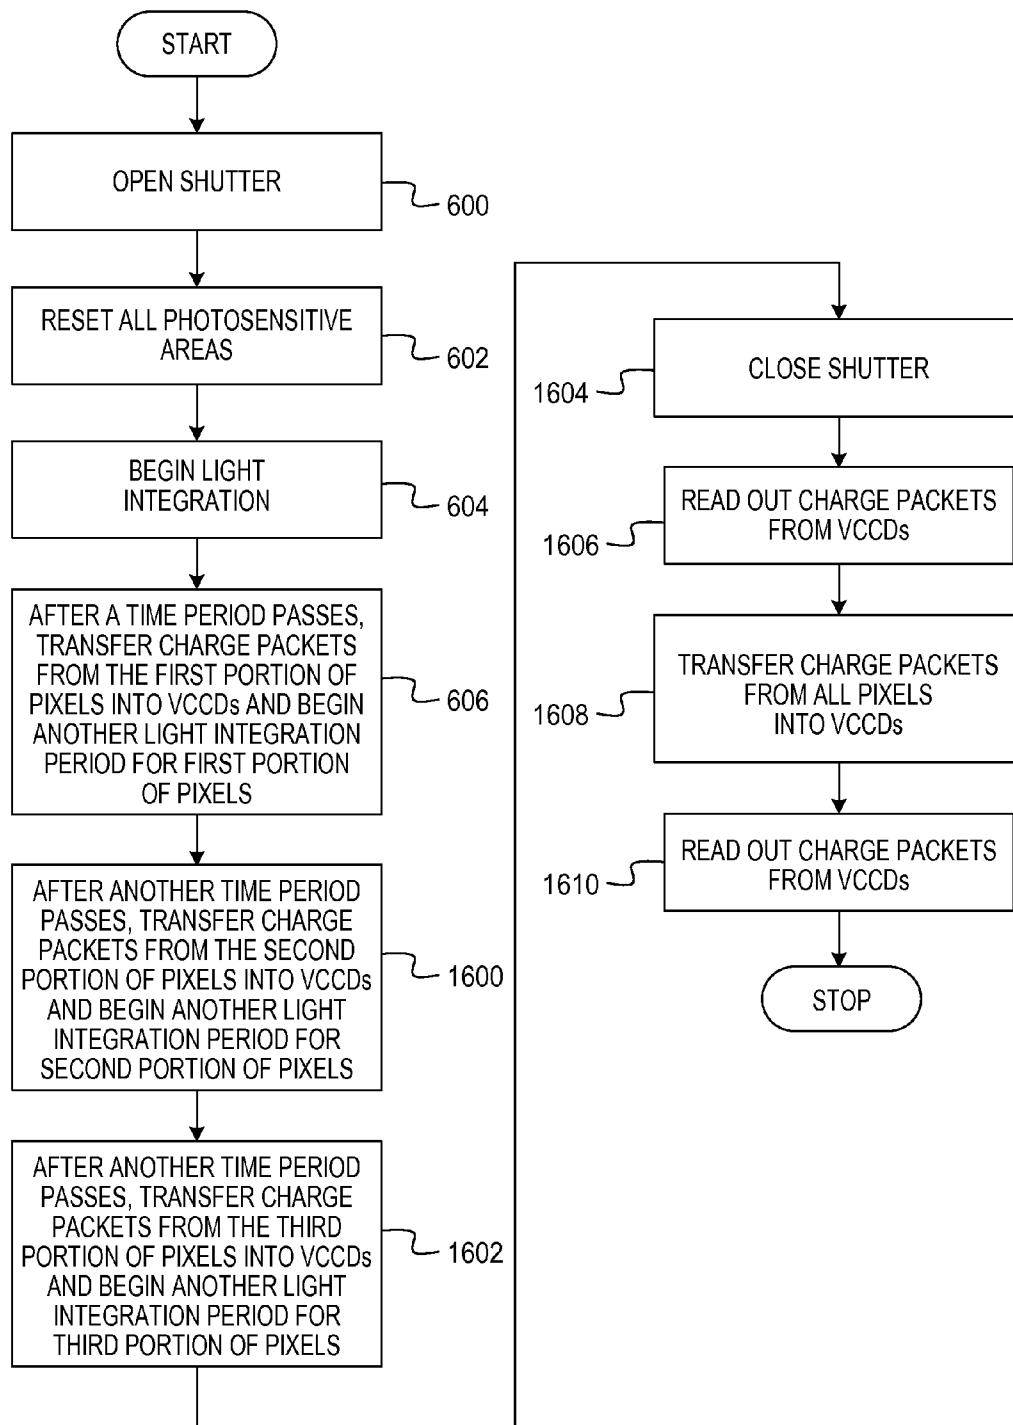 START
OPEN SHUTTER
600
RESET ALL PHOTOSENSITIVE
AREAS
602
BEGIN LIGHT
INTEGRATION
604
AFTER A TIME PERIOD PASSES,
TRANSFER CHARGE PACKETS
FROM THE FIRST PORTION OF
PIXELS INTO VCCDs AND BEGIN
ANOTHER LIGHT INTEGRATION
PERIOD FOR FIRST PORTION
OF PIXELS
606
AFTER ANOTHER TIME PERIOD
PASSES, TRANSFER CHARGE
PACKETS FROM THE SECOND
PORTION OF PIXELS INTO VCCDs
AND BEGIN ANOTHER LIGHT
INTEGRATION PERIOD FOR
SECOND PORTION OF PIXELS
1600
AFTER ANOTHER TIME PERIOD
PASSES, TRANSFER CHARGE
PACKETS FROM THE THIRD
PORTION OF PIXELS INTO VCCDs
AND BEGIN ANOTHER LIGHT
INTEGRATION PERIOD FOR
THIRD PORTION OF PIXELS
1602
CLOSE SHUTTER
1604
READ OUT CHARGE PACKETS
FROM VCCDs
1606
TRANSFER CHARGE PACKETS
FROM ALL PIXELS
INTO VCCDs
1608
READ OUT CHARGE PACKETS
FROM VCCDs
1610
STOP